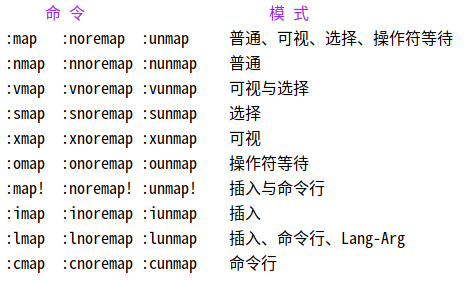 命 令 模 式
:map :noremap :unmap 普通、可视、选择、操作符等待
:nmap :nnoremap :nunmap 普通
:vmap :vnoremap :vunmap 可视与选择
:smap :snoremap :sunmap 选择
:xmap :xnoremap :xunmap 可视
:omap :onoremap :ounmap 操作符等待
:map! :noremap! :unmap! 插入与命令行
:imap :inoremap :iunmap 插入
:lmap :lnoremap :lunmap 插入、命令行、Lang-Arg
:cmap :cnoremap :cunmap 命令行